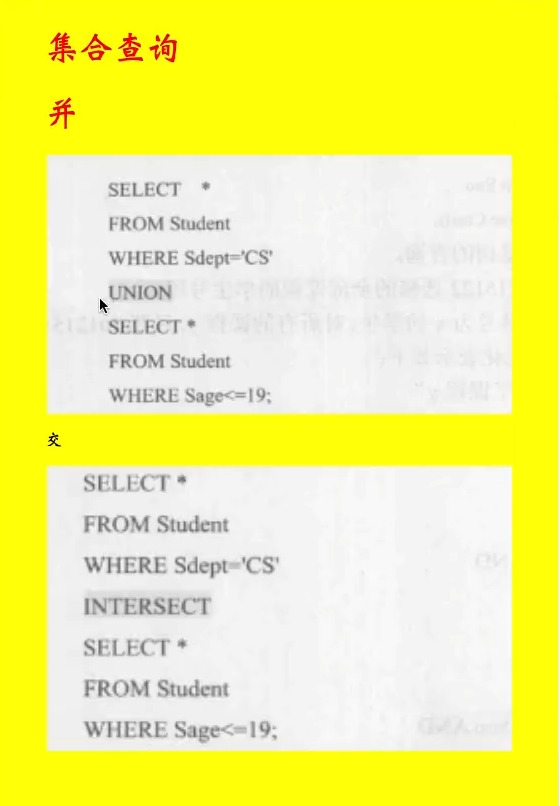 集合查询
并
SELECT *
FROM Student
WHERE Sdept='CS'
UNION
SELECT *
FROM Student
WHERE Sage<=19;
交
SELECT *
FROM Student
WHERE Sdept='CS'
INTERSECT
SELECT *
FROM Student
WHERE Sage<=19;